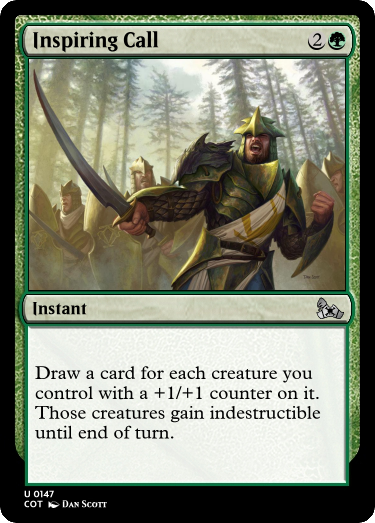 Inspiring Call 2
Instant
Draw a card for each creature you
control with a +1/+1 counter on it.
Those creatures gain indestructible
until end of turn.
U 0147
COT Dan Scott